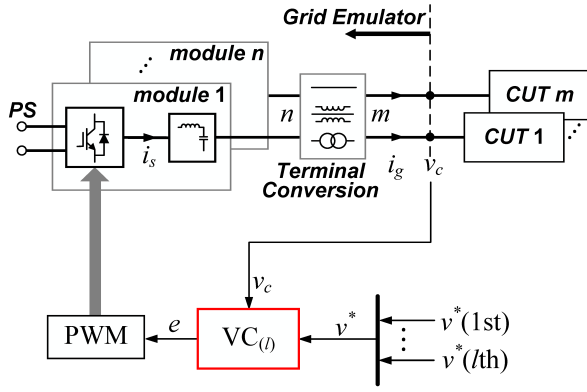 Grid Emulator
module n
module 1
PS
i_s
n
m
Terminal
Conversion
i_g
v_c
CUT m
CUT 1
v_c
PWM
e
VC_(l)
v^*
v^*(1st)
v^*(lth)